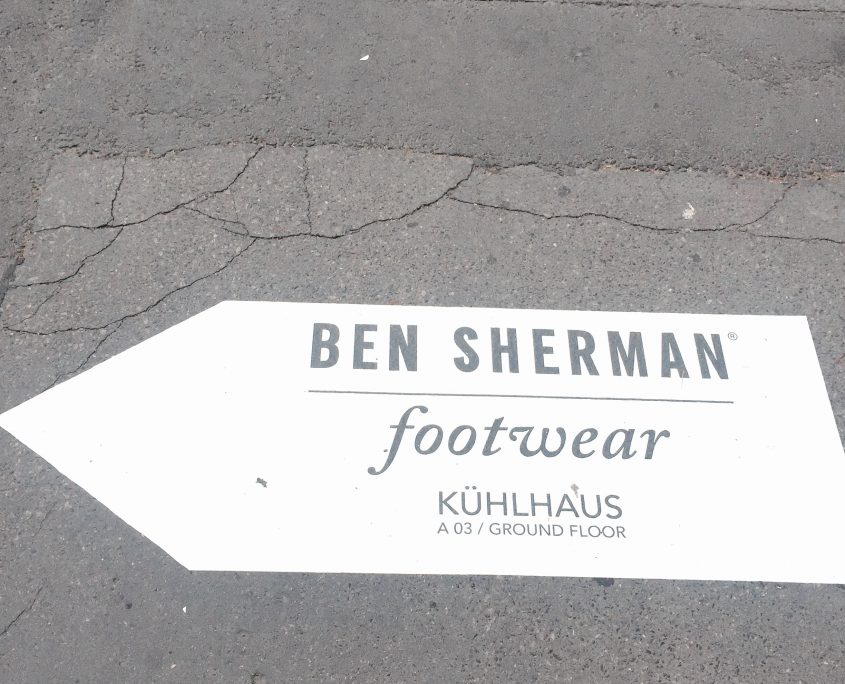 BEN SHERMAN®
footwear
KÜHLHAUS
A 03 / GROUND FLOOR